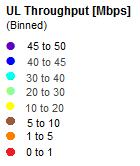 UL Throughput [Mbps]
(Binned)
45 to 50
40 to 45
30 to 40
20 to 30
10 to 20
5 to 10
1 to 5
0 to 1